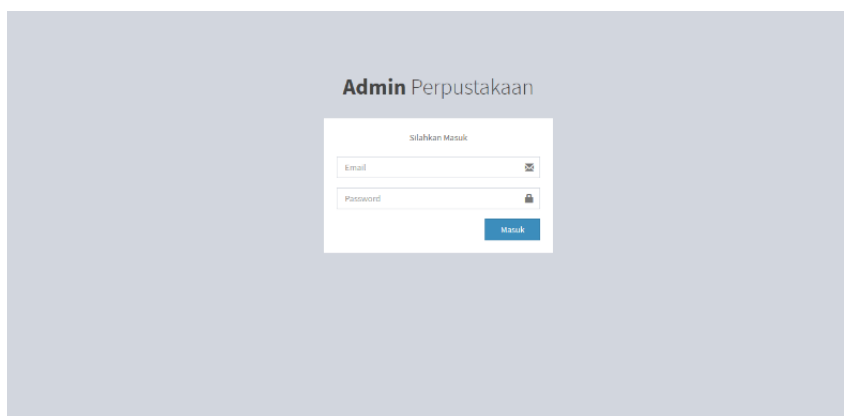 Admin Perpustakaan
Silahkan Masuk
Email
Password
Masuk